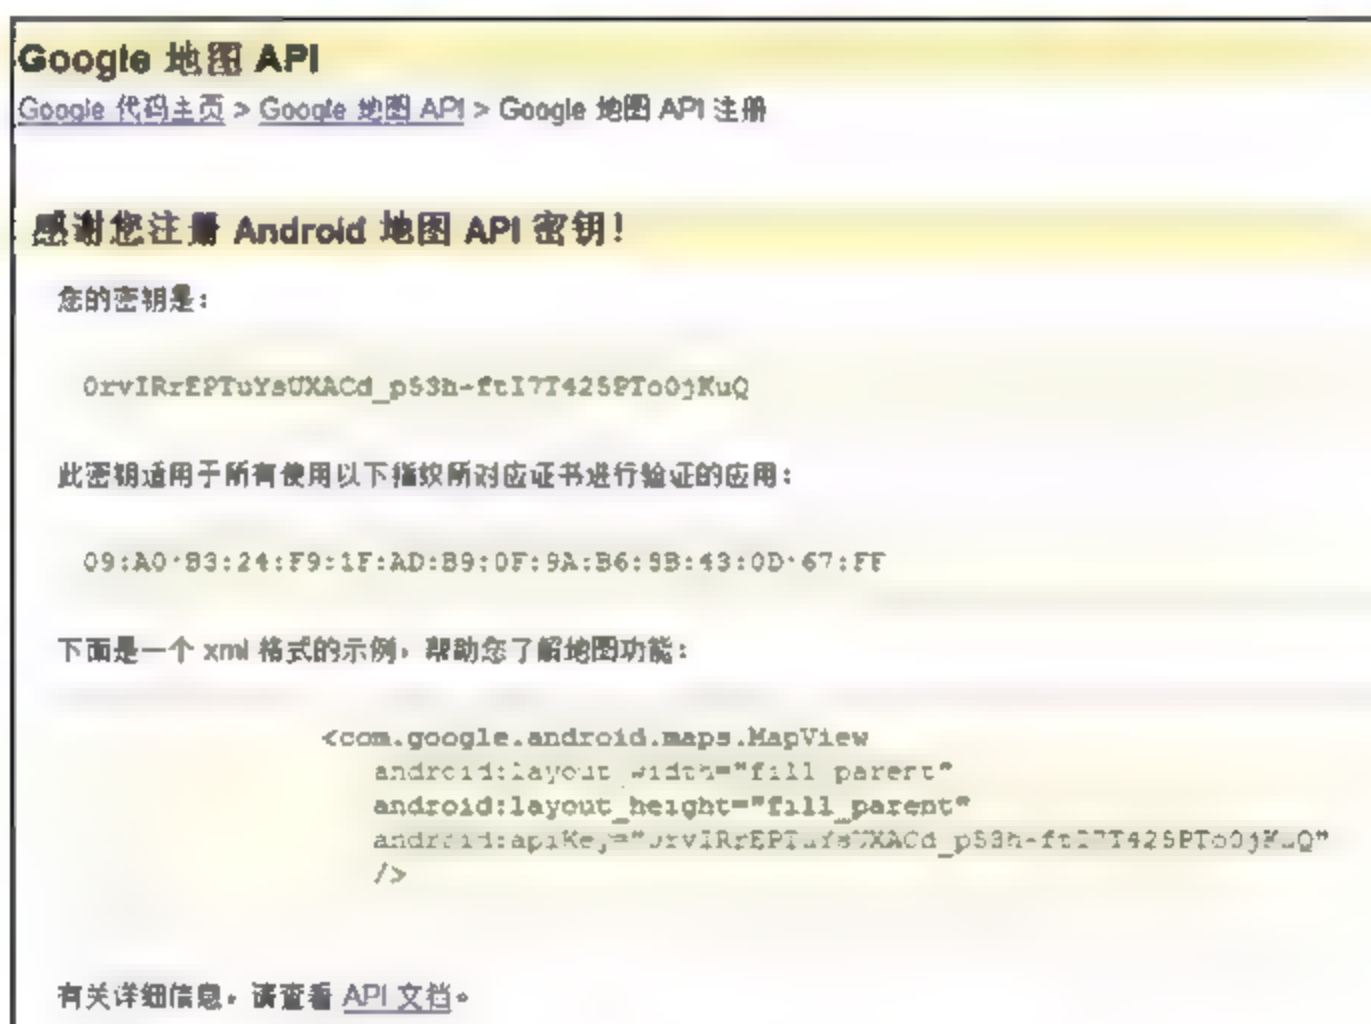 Google 地图 API
Google 代码主页 > Google 地图 API > Google 地图 API 注册
感谢您注册 Android 地图 API 密钥!
您的密钥是:
0rvIRrEPTuYsUXACd_p53h-ftI7T425PTo0jKuQ
此密钥适用于所有使用以下指纹所对应证书进行验证的应用:
09:A0:B3:24:F9:1F:AD:B9:0F:9A:B6:8B:43:0D:67:FF
下面是一个 xml 格式的示例,帮助您了解地图功能:
<com.google.android.maps.MapView
android:layout_width="fill_parent"
android:layout_height="fill_parent"
android:apiKey="0rvIRrEPTuYsUXACd_p53h-ftI7T425PTo0jKuQ"
/>
有关详细信息,请查看 API 文档。